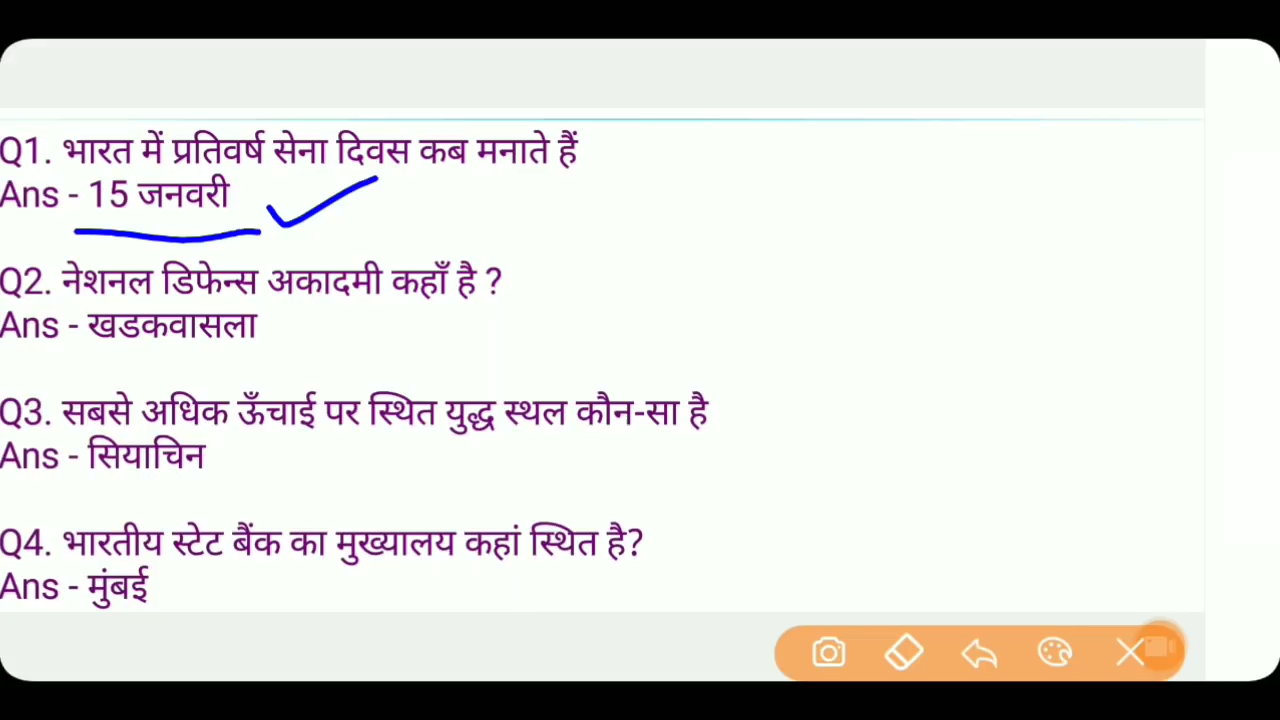 Q1. भारत में प्रतिवर्ष सेना दिवस कब मनाते हैं
Ans - 15 जनवरी
Q2. नेशनल डिफेन्स अकादमी कहाँ है ?
Ans - खडकवासला
Q3. सबसे अधिक ऊँचाई पर स्थित युद्ध स्थल कौन-सा है
Ans - सियाचिन
Q4. भारतीय स्टेट बैंक का मुख्यालय कहां स्थित है?
Ans - मुंबई